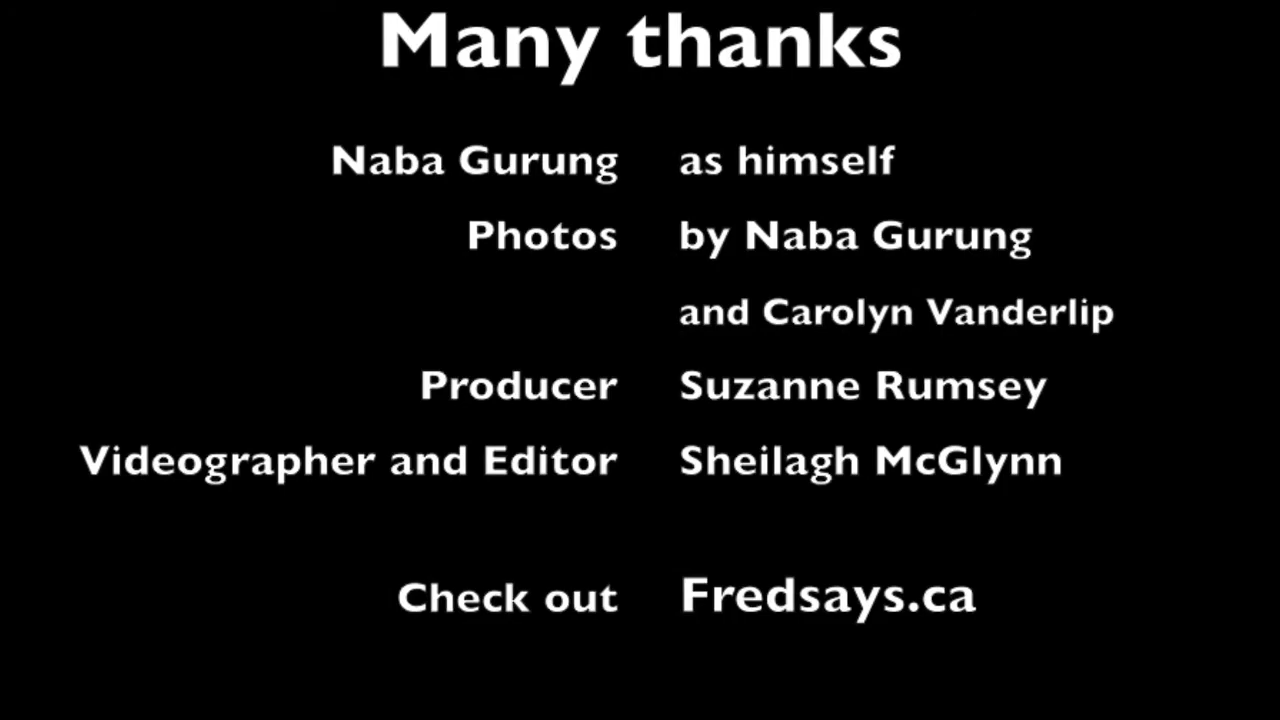 Many thanks
Naba Gurung as himself
Photos by Naba Gurung
and Carolyn Vanderlip
Producer Suzanne Rumsey
Videographer and Editor Sheilagh McGlynn
Check out Fredsays.ca